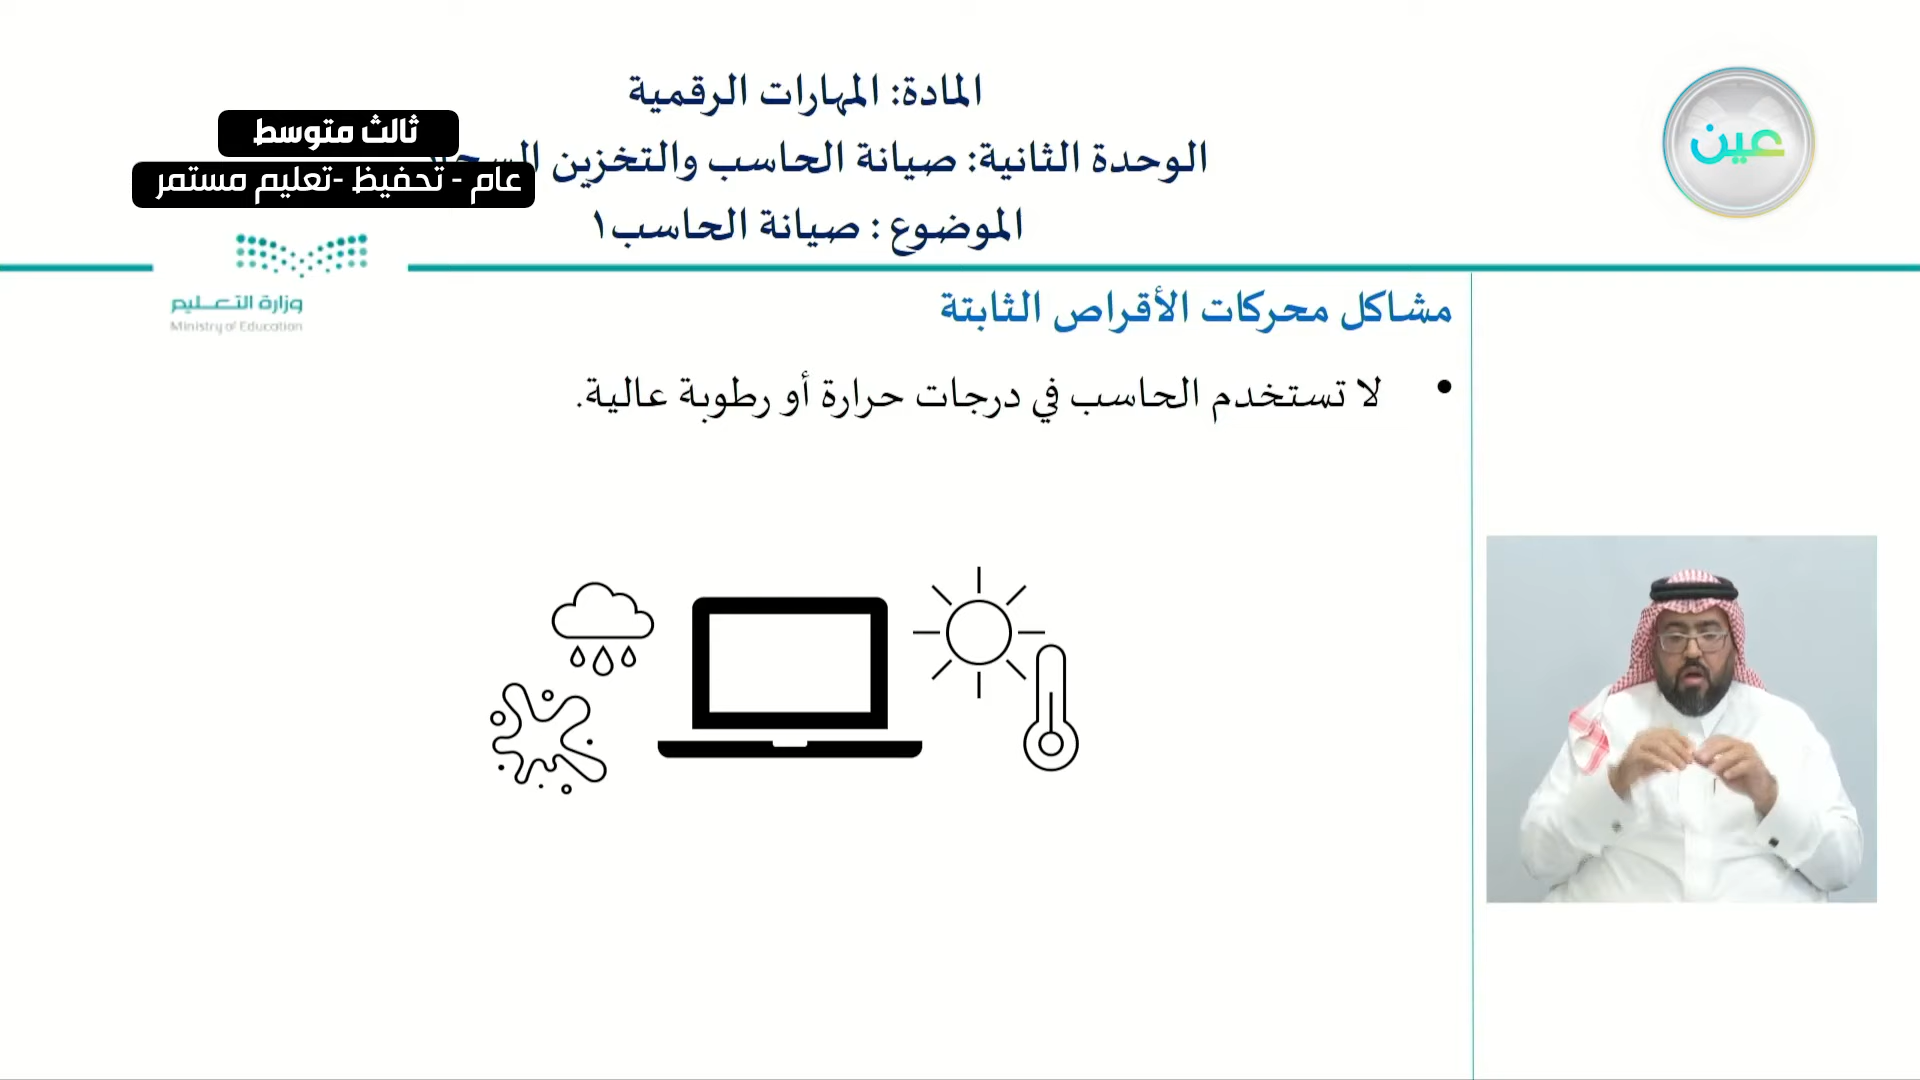 المادة: المهارات الرقمية
الوحدة الثانية: صيانة الحاسب والتخزين
الموضوع : صيانة الحاسب١
عين
ثالث متوسط
عام - تحفيظ -تعليم مستمر
وزارة التعليم
Ministry of Education
مشاكل محركات الأقراص الثابتة
• لا تستخدم الحاسب في درجات حرارة أو رطوبة عالية.